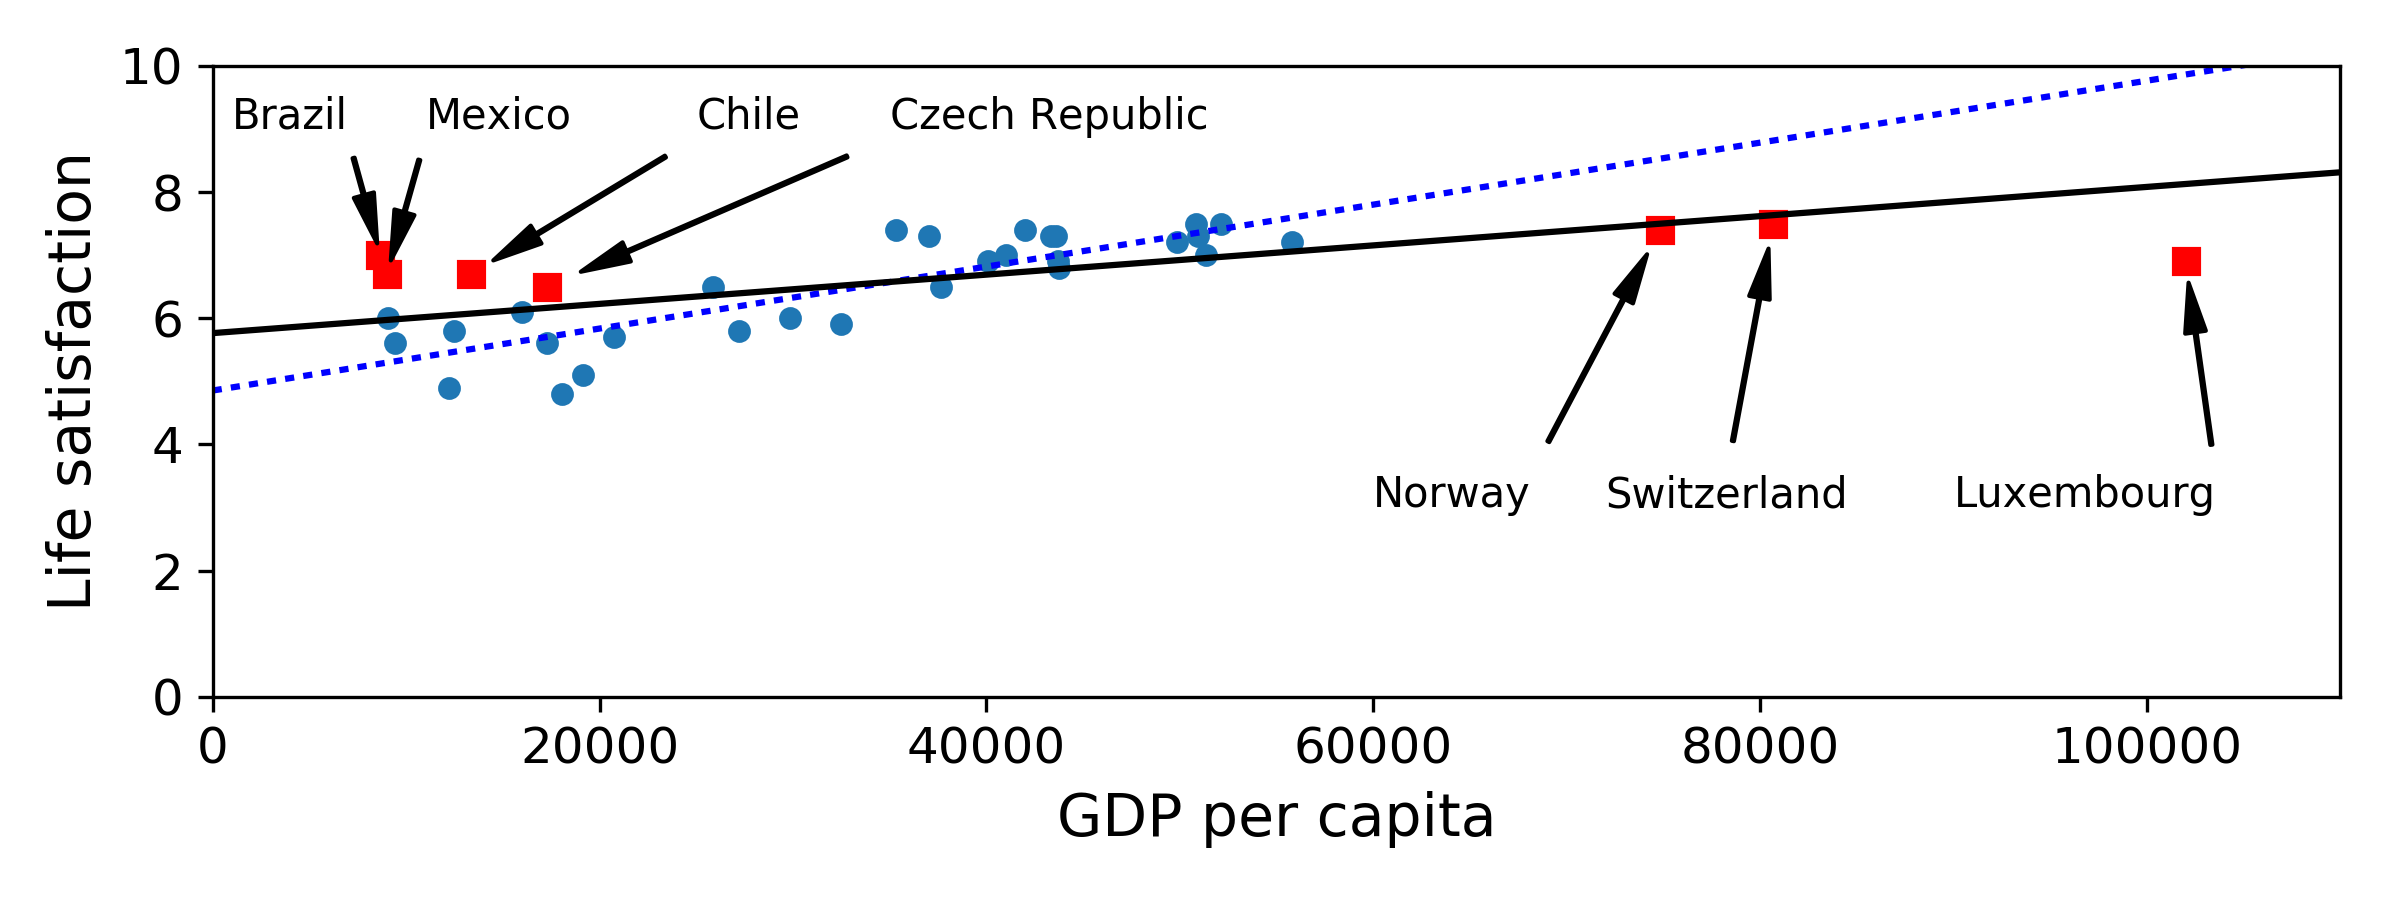 10
Brazil Mexico Chile Czech Republic
8
6
4
Norway Switzerland Luxembourg
2
0
0 20000 40000 60000 80000 100000
GDP per capita
Life satisfaction